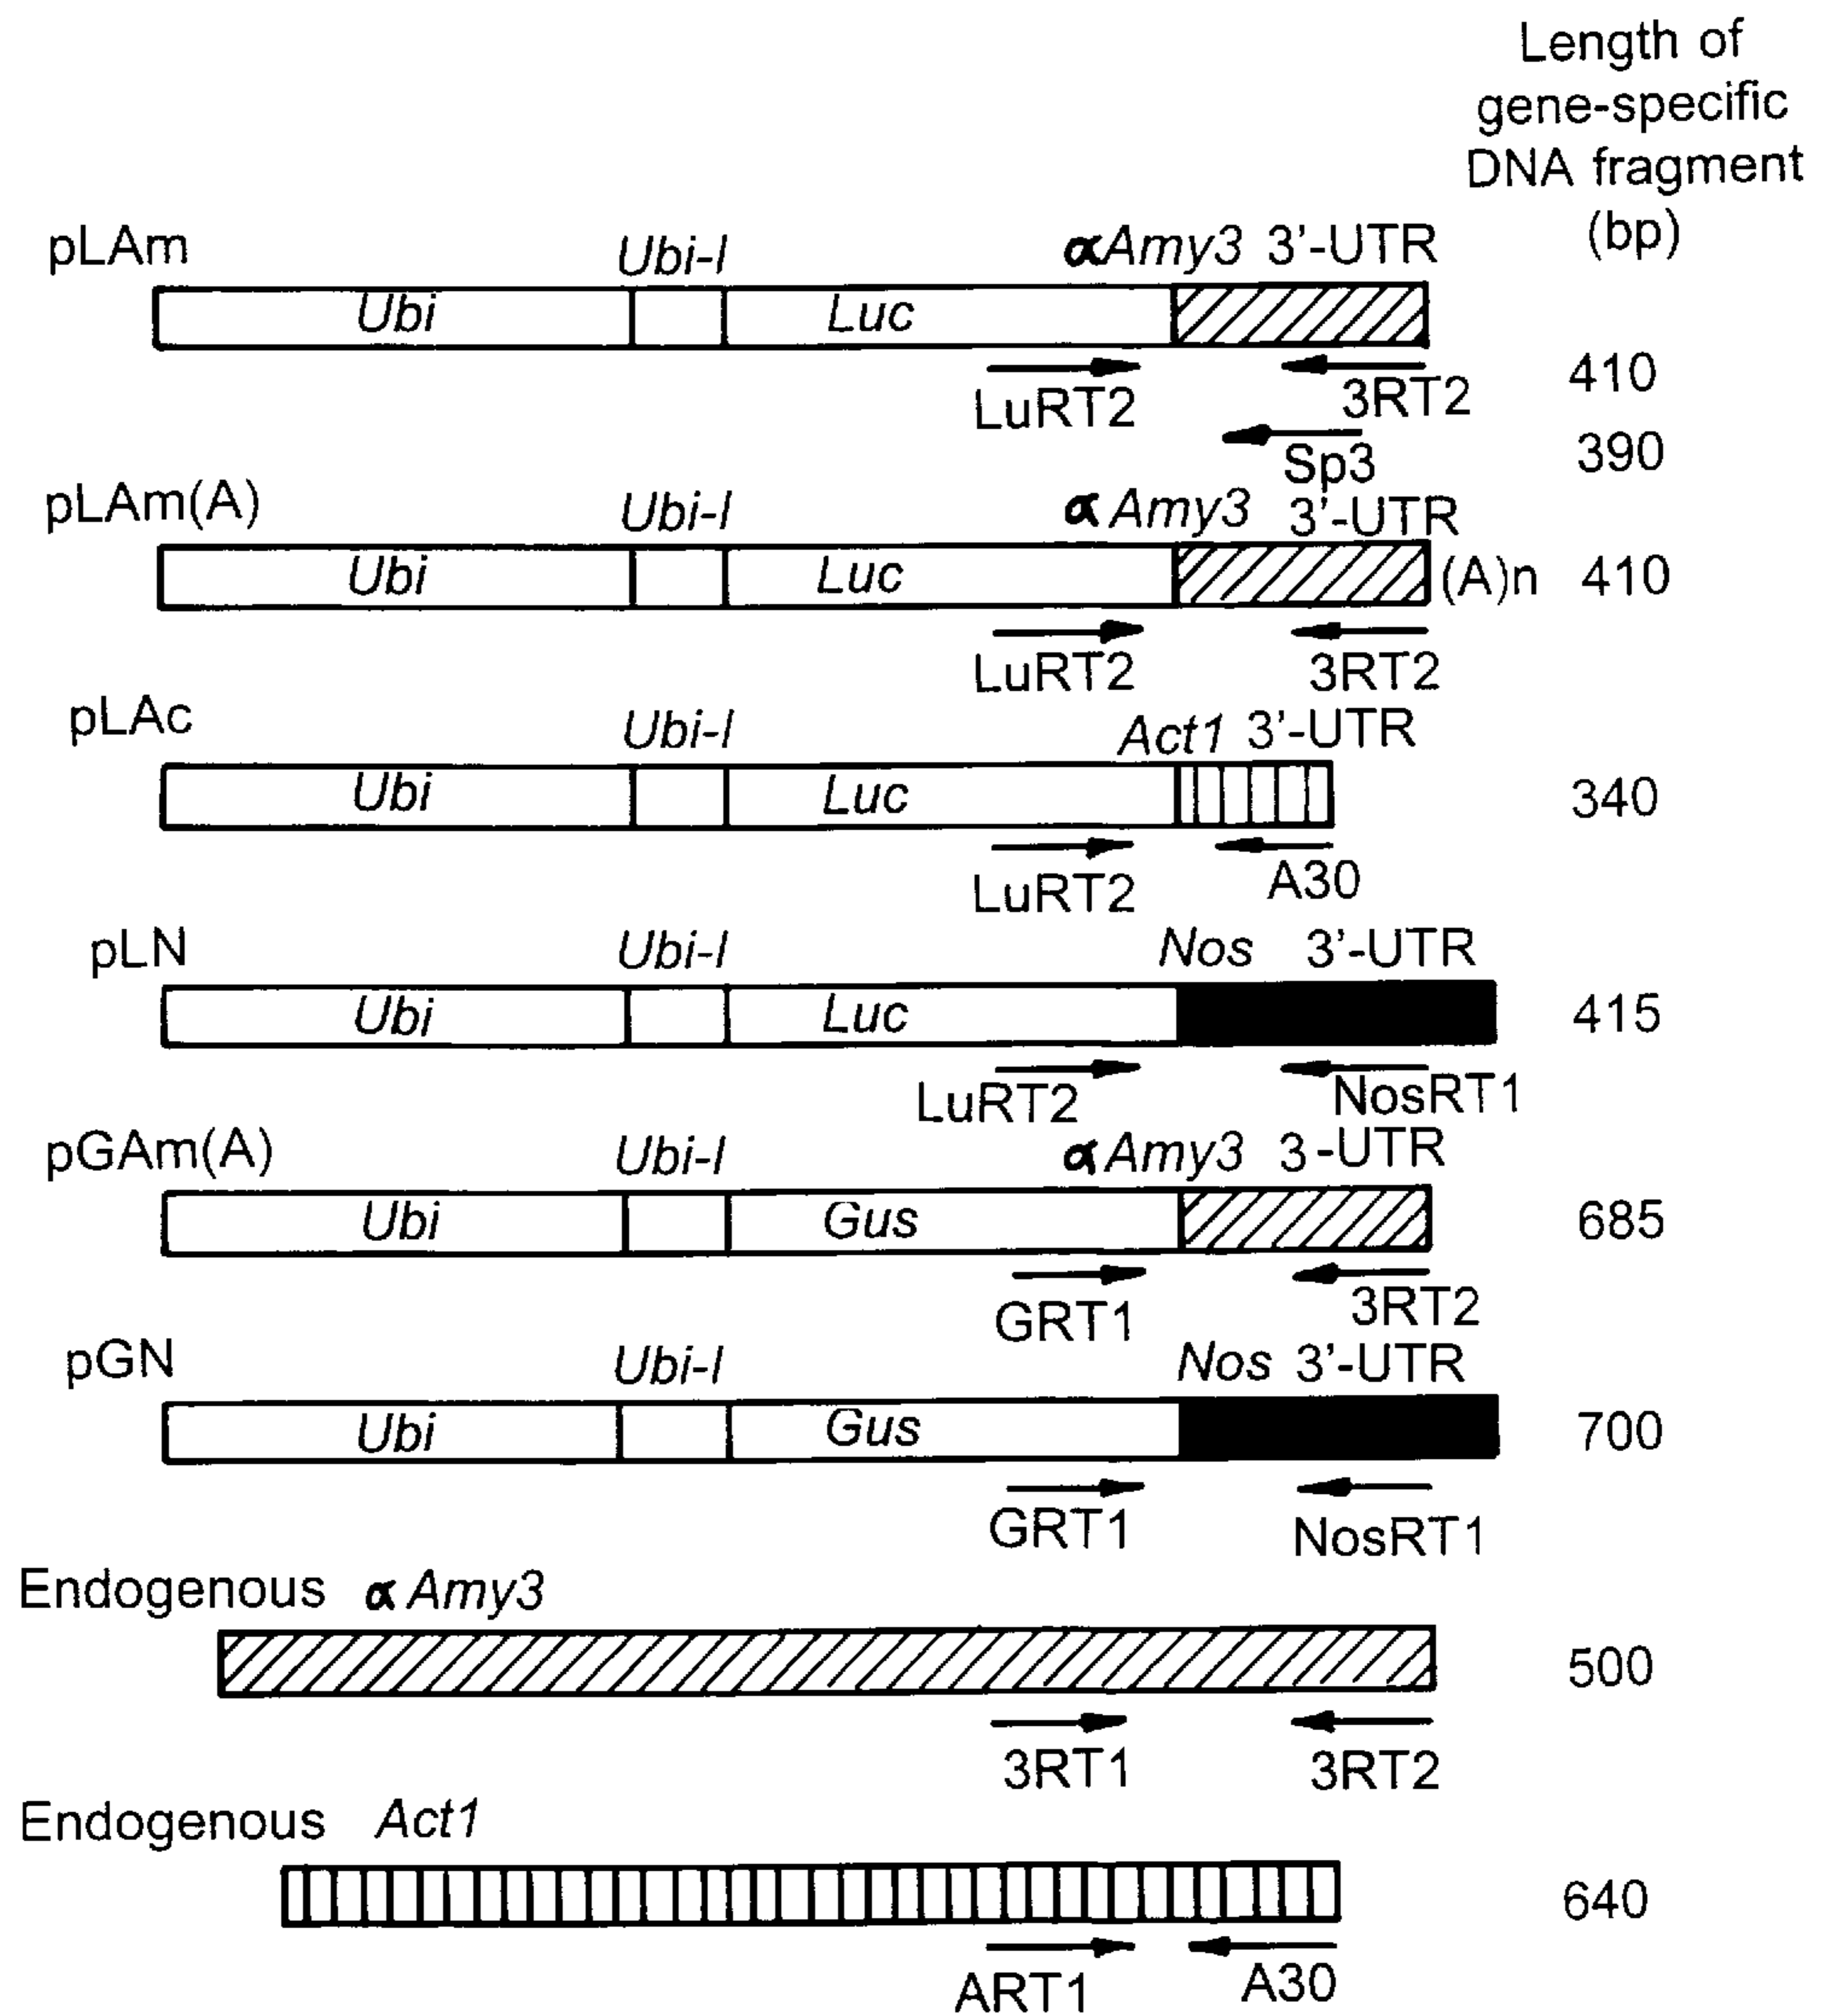 Length of
gene-specific
DNA fragment
(bp)
pLAm
Ubi-I
αAmy3 3'-UTR
Ubi
Luc
LuRT2
3RT2
410
Sp3
390
pLAm(A)
Ubi-I
αAmy3 3'-UTR
Ubi
Luc
(A)n
410
LuRT2
3RT2
pLAc
Ubi-I
Act1 3'-UTR
Ubi
Luc
340
LuRT2
A30
pLN
Ubi-I
Nos 3'-UTR
Ubi
Luc
415
LuRT2
NosRT1
pGAm(A)
Ubi-I
αAmy3 3-UTR
Ubi
Gus
685
GRT1
3RT2
pGN
Ubi-I
Nos 3'-UTR
Ubi
Gus
700
GRT1
NosRT1
Endogenous αAmy3
500
3RT1
3RT2
Endogenous Act1
640
ART1
A30